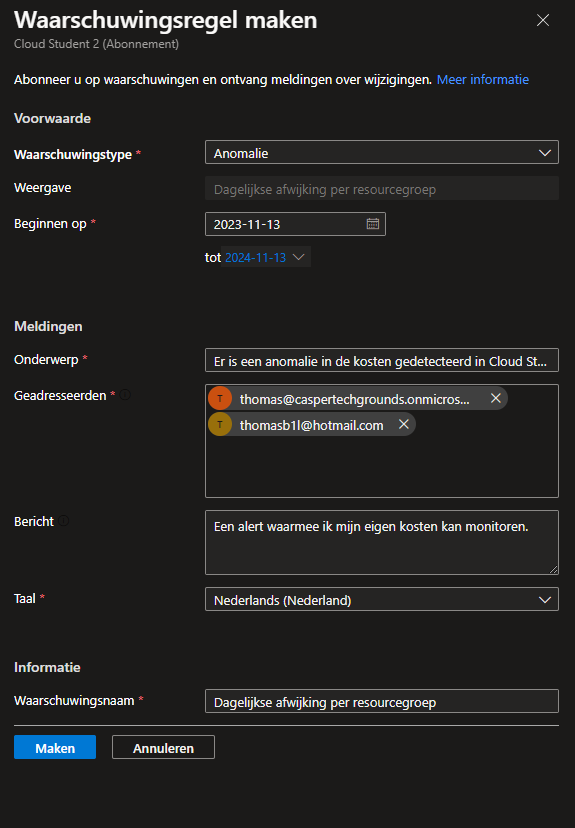 Waarschuwingsregel maken
Cloud Student 2 (Abonnement)
Abonneer u op waarschuwingen en ontvang meldingen over wijzigingen. Meer informatie
Voorwaarde
Waarschuwingstype *
Anomalie
Weergave
Dagelijkse afwijking per resourcegroep
Beginnen op *
2023-11-13
tot 2024-11-13
Meldingen
Onderwerp *
Er is een anomalie in de kosten gedetecteerd in Cloud St...
Geadresseerden *
T thomas@caspertechgrounds.onmicros...
T thomasb1l@hotmail.com
Bericht
Een alert waarmee ik mijn eigen kosten kan monitoren.
Taal *
Nederlands (Nederland)
Informatie
Waarschuwingsnaam *
Dagelijkse afwijking per resourcegroep
Maken
Annuleren